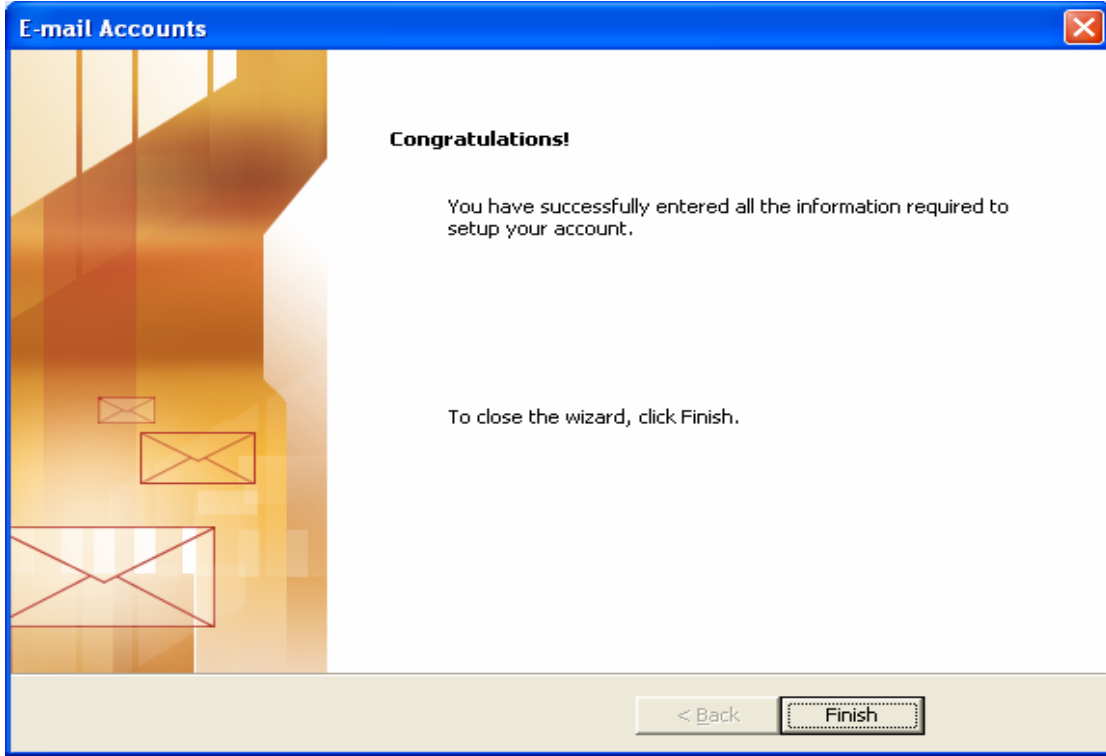 E-mail Accounts
Congratulations!
You have successfully entered all the information required to
setup your account.
To close the wizard, click Finish.
< Back
Finish